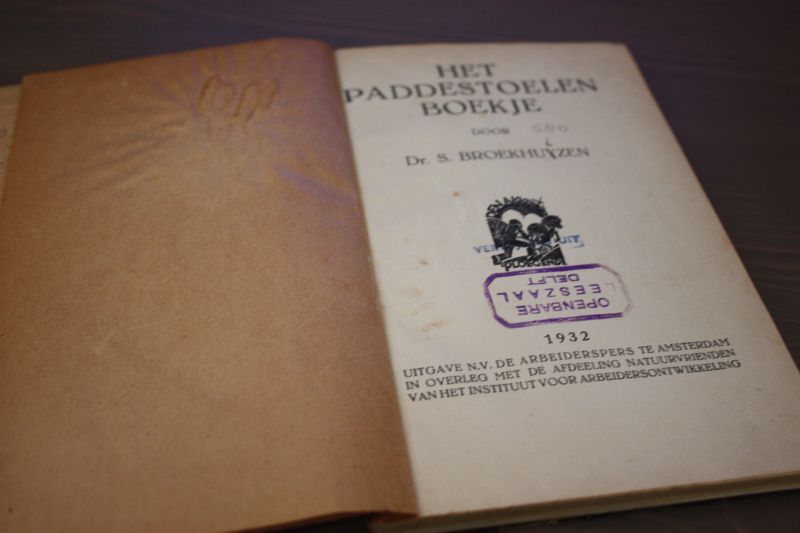 HET
PADDESTOELEN
BOEKJE
DOOR
Dr. S. BROEKHUYZEN
OPENBARE
LEESZAAL
DELFT
1932
UITGAVE N.V. DE ARBEIDERSPERS TE AMSTERDAM
IN OVERLEG MET DE AFDEELING NATUURVRIENDEN
VAN HET INSTITUUT VOOR ARBEIDERSONTWIKKELING